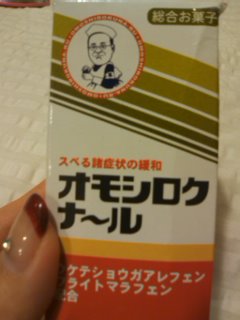 総合お菓子
スベる諸症状の緩和
オモシロク
ナ〜ル
ウケテショウガアレフェン
ライトマラフェン
配合